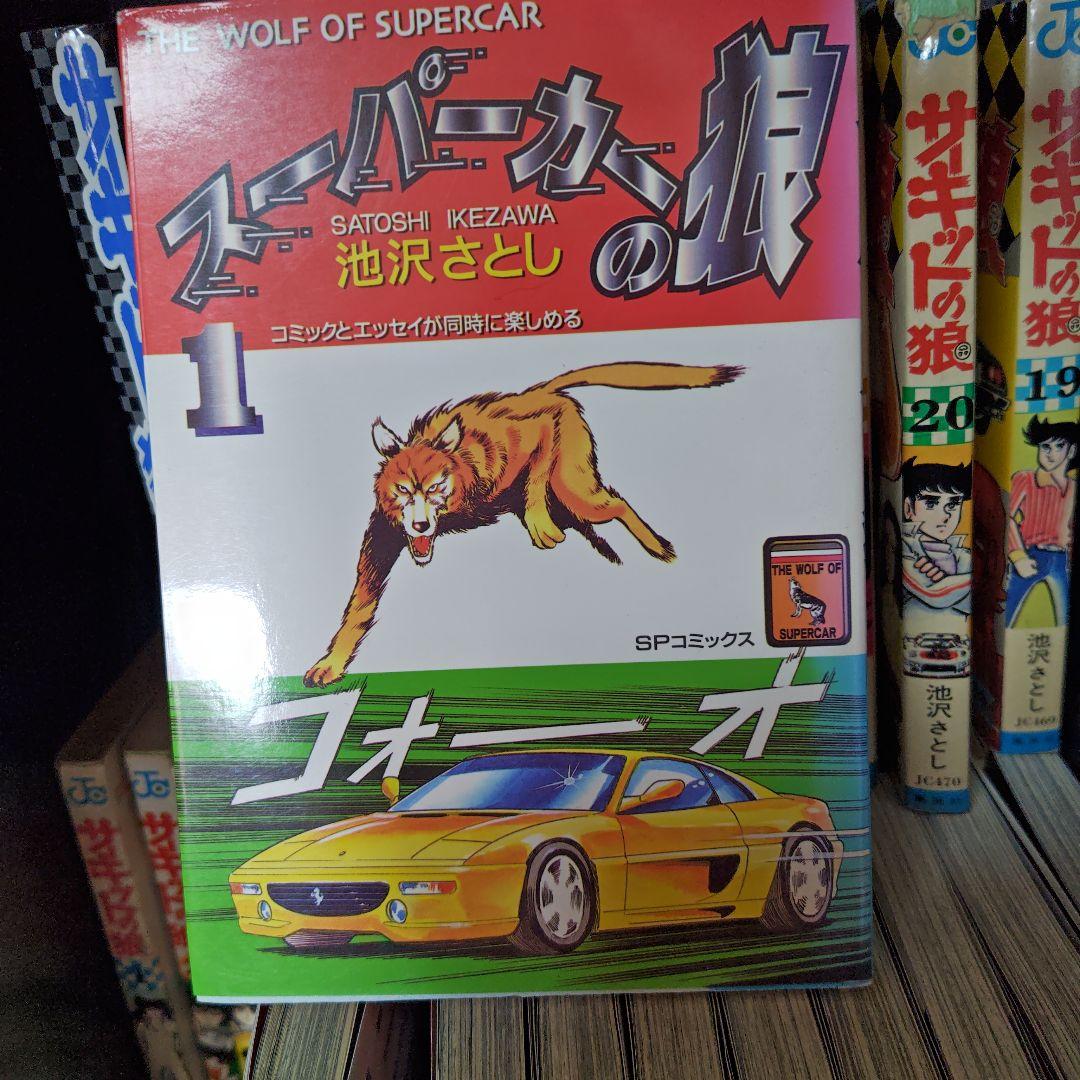 THE WOLF OF SUPERCAR
スーパーカーの狼
SATOSHI IKEZAWA
池沢さとし
1
コミックとエッセイが同時に楽しめる
THE WOLF OF
SUPERCAR
SPコミックス
コォーォ
サーキットの狼
20
池沢さとし
JC470
サーキットの狼
19
池沢さとし
JC469